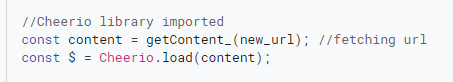 //Cheerio library imported
const content = getContent_(new_url); //fetching url
const $ = Cheerio.load(content);